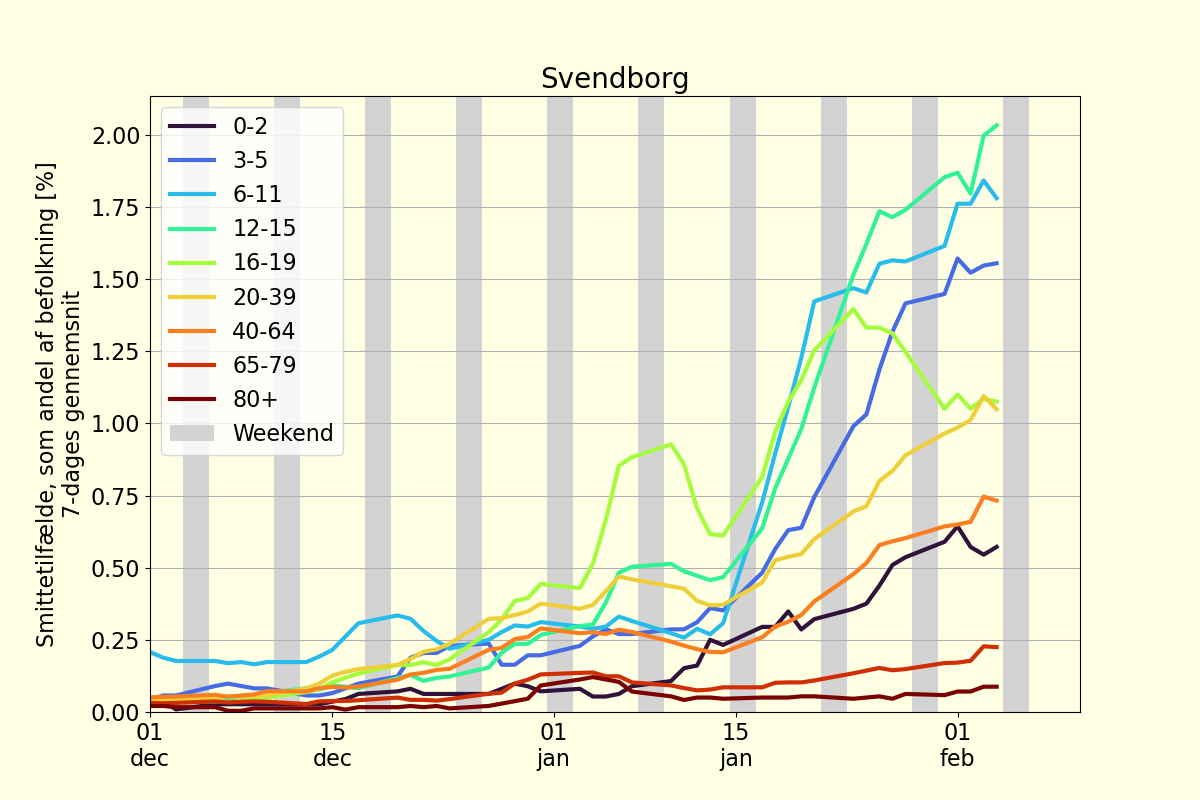 Svendborg
Smittetilfælde, som andel af befolkning [%]
7-dages gennemsnit
2.00
1.75
1.50
1.25
1.00
0.75
0.50
0.25
0.00
0-2
3-5
6-11
12-15
16-19
20-39
40-64
65-79
80+
Weekend
01
dec
15
dec
01
jan
15
jan
01
feb